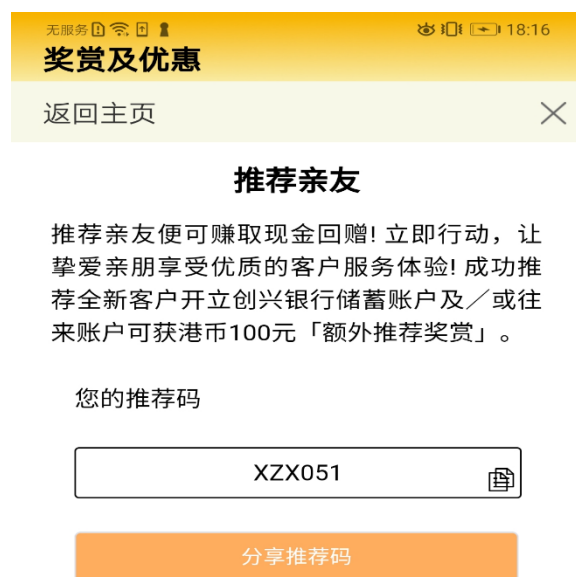 无服务 18:16
奖赏及优惠
返回主页
推荐亲友
推荐亲友便可赚取现金回赠! 立即行动，让
挚爱亲朋享受优质的客户服务体验! 成功推
荐全新客户开立创兴银行储蓄账户及／或往
来账户可获港币100元「额外推荐奖赏」。
您的推荐码
XZX051
分享推荐码